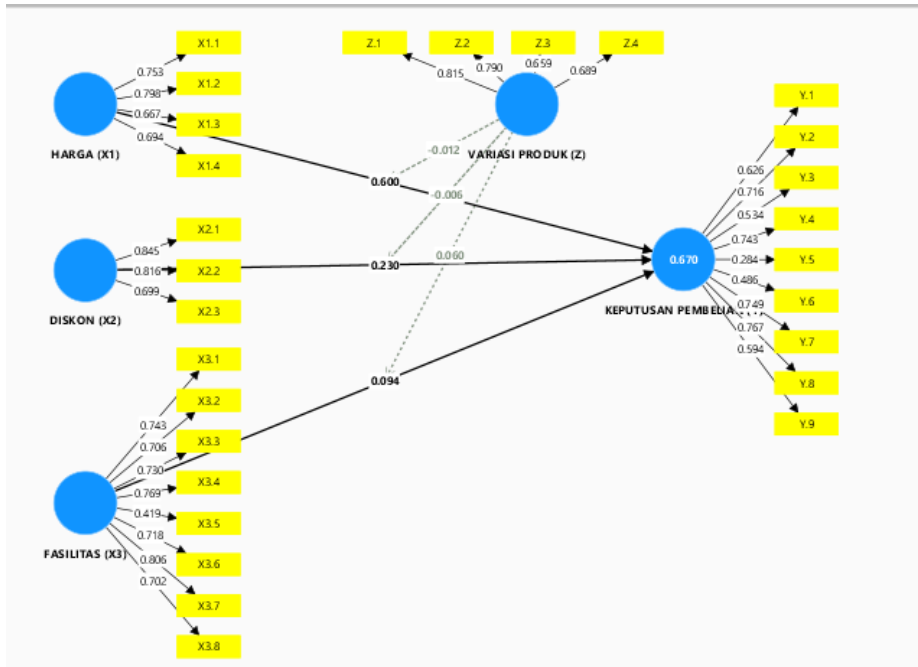 X1.1
0.753
X1.2
0.798
0.667
X1.3
0.694
X1.4
HARGA (X1)
Z.1
Z.2
Z.3
Z.4
0.815
0.790
0.659
0.689
VARIASI PRODUK (Z)
-0.012
0.600
-0.006
0.230
0.060
0.094
X2.1
0.845
0.816
X2.2
0.699
X2.3
DISKON (X2)
X3.1
X3.2
0.743
0.706
X3.3
0.730
0.769
X3.4
0.419
X3.5
0.718
X3.6
0.806
0.702
X3.7
X3.8
FASILITAS (X3)
Y.1
Y.2
0.626
0.716
Y.3
0.534
Y.4
0.743
0.670
0.284
Y.5
0.486
Y.6
KEPUTUSAN
0.749
0.767
Y.7
0.594
Y.8
Y.9